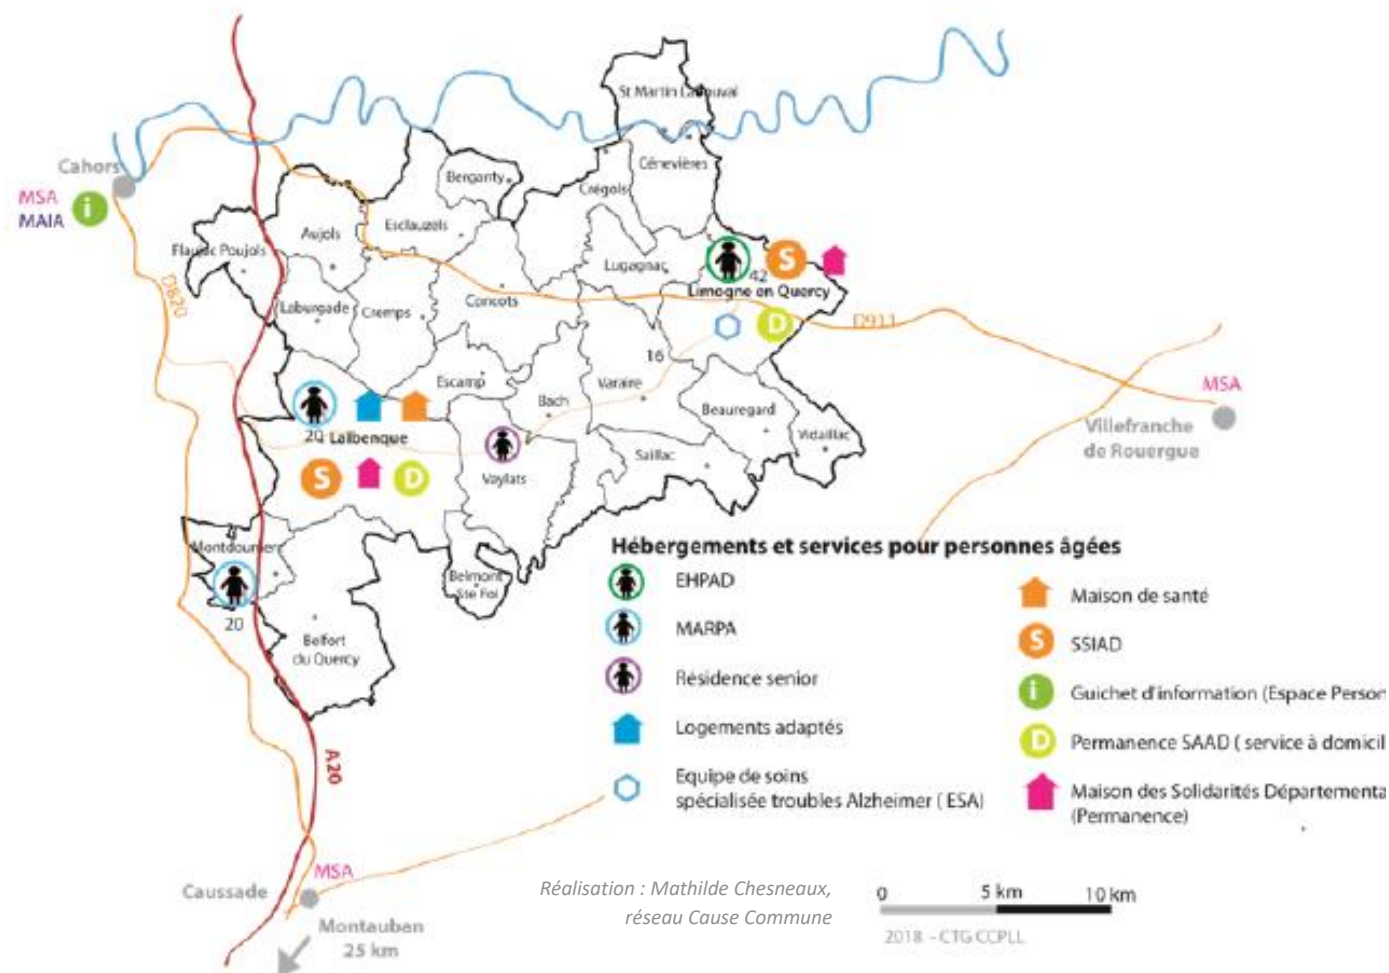 St Martin Labouval
Cahors
MSA
MAIA
i
Berganty
Cénevières
Crégols
Flaujac Poujols
Aujols
Esclauzels
Lugagnac
S
42
Limogne en Quercy
D820
Laburgade
Cremps
Concots
D
D911
16
Escamp
Bach
Varaire
Beauregard
Vidaillac
MSA
Villefranche
de Rouergue
20 Lalbenque
S
D
Vaylats
Saillac
Montdoumerc
20
Belmont
Ste Foi
Belfort
du Quercy
A20
Hébergements et services pour personnes âgées
EHPAD
MARPA
Résidence senior
Logements adaptés
Equipe de soins
spécialisée troubles Alzheimer ( ESA)
Maison de santé
S SSIAD
i Guichet d'information (Espace Person
D Permanence SAAD ( service à domicil
Maison des Solidarités Départementa
(Permanence)
MSA
Caussade
Montauban
25 km
Réalisation : Mathilde Chesneaux,
réseau Cause Commune
0 5 km 10 km
2018 - CTG CCPLL